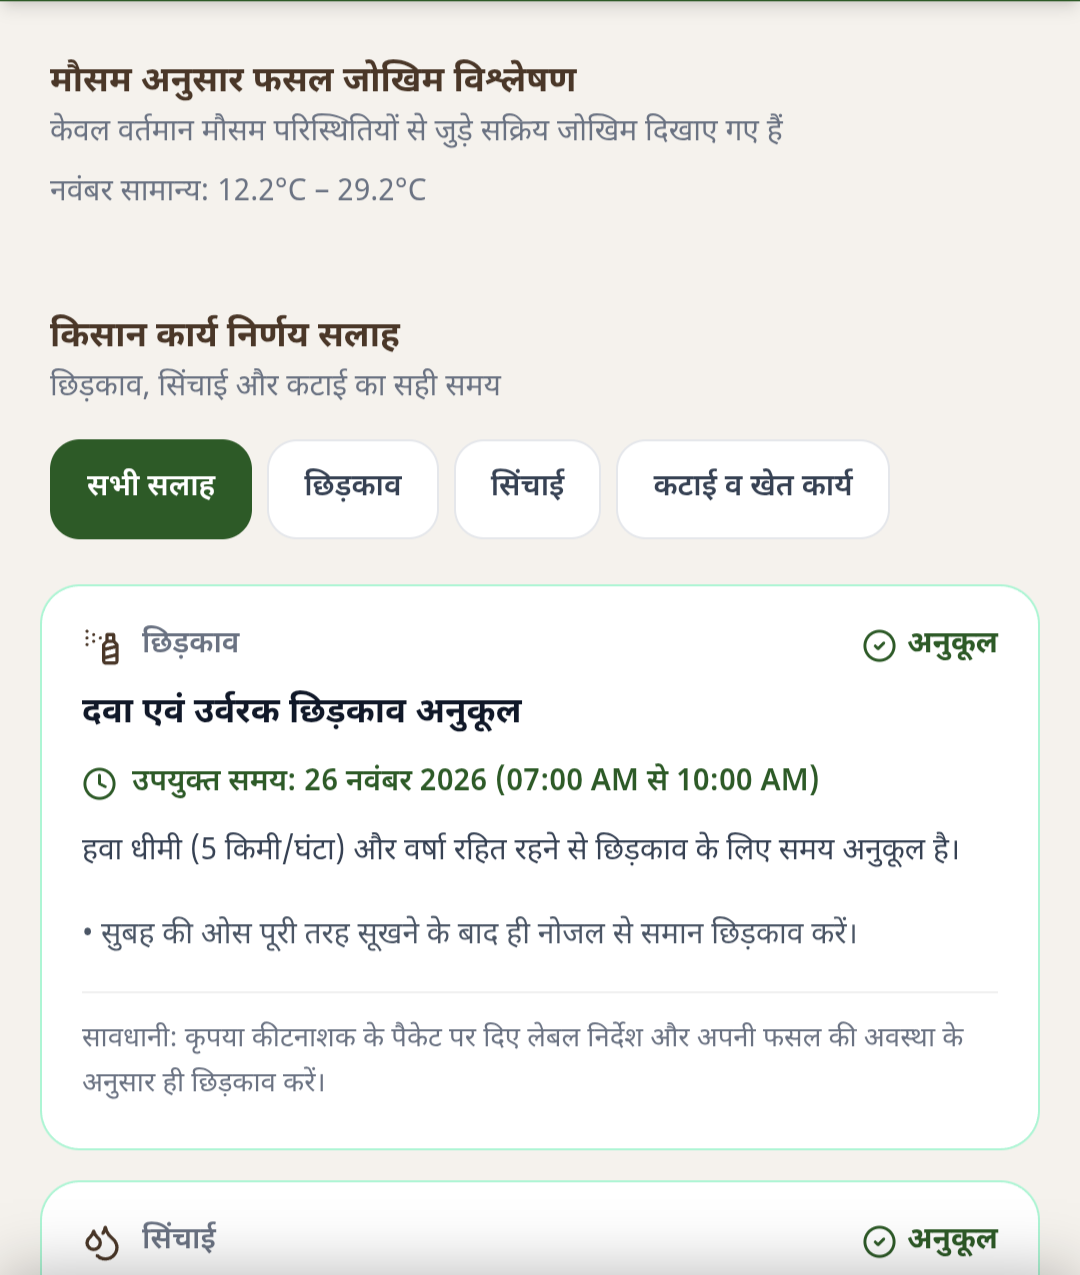 मौसम अनुसार फसल जोखिम विश्लेषण
केवल वर्तमान मौसम परिस्थितियों से जुड़े सक्रिय जोखिम दिखाए गए हैं
नवंबर सामान्य: 12.2°C – 29.2°C
किसान कार्य निर्णय सलाह
छिड़काव, सिंचाई और कटाई का सही समय
सभी सलाह छिड़काव सिंचाई कटाई व खेत कार्य
छिड़काव अनुकूल
दवा एवं उर्वरक छिड़काव अनुकूल
उपयुक्त समय: 26 नवंबर 2026 (07:00 AM से 10:00 AM)
हवा धीमी (5 किमी/घंटा) और वर्षा रहित रहने से छिड़काव के लिए समय अनुकूल है।
• सुबह की ओस पूरी तरह सूखने के बाद ही नोजल से समान छिड़काव करें।
सावधानी: कृपया कीटनाशक के पैकेट पर दिए लेबल निर्देश और अपनी फसल की अवस्था के
अनुसार ही छिड़काव करें।
सिंचाई अनुकूल